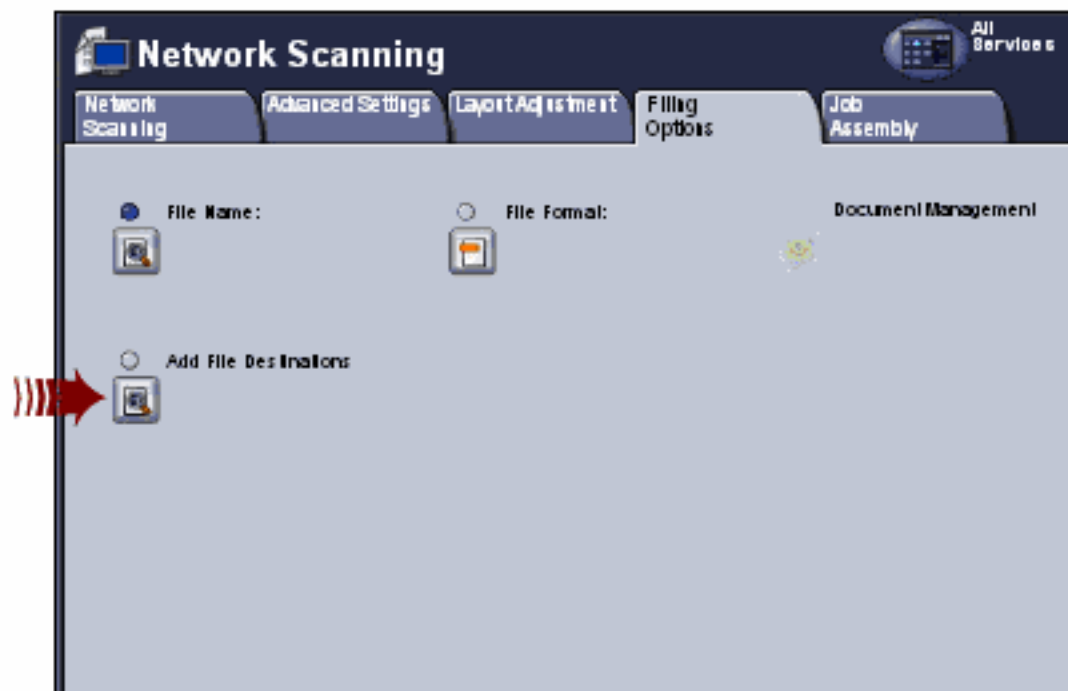 Network Scanning
All
Services
Network
Scanning
Advanced Settings
Layout Adjustment
Filing
Options
Job
Assembly
File Name:
File Format:
Document Management
Add File Destinations